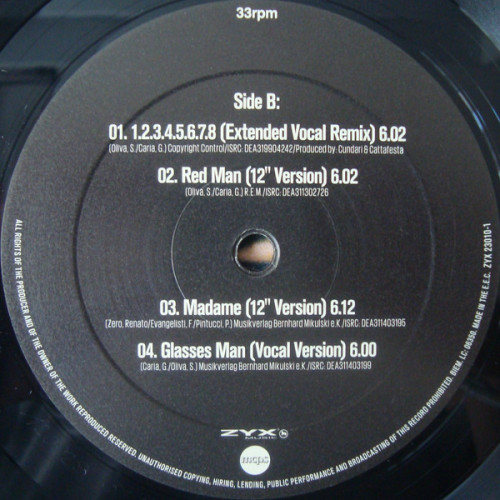 33rpm
Side B:
01. 1.2.3.4.5.6.7.8 (Extended Vocal Remix) 6.02
(Oliva, S./Caria, G.) Copyright Control/ISRC: DEA319904242/Produced by: Cundari & Cattafesta
02. Red Man (12" Version) 6.02
(Oliva, S./Caria, G.) R.E.M /ISRC: DEA311302726
03. Madame (12" Version) 6.12
(Zero, Renato/Evangelisti, F./Pintucci, P.) Musikverlag Bernhard Mikulski e.K./ISRC: DEA311403195
04. Glasses Man (Vocal Version) 6.00
(Caria, G./Oliva, S.) Musikverlag Bernhard Mikulski e.K./ISRC: DEA311403199
ZYX
MUSIC
mcps
ALL RIGHTS OF THE PRODUCER AND OF THE OWNER OF THE WORK REPRODUCED RESERVED. UNAUTHORISED COPYING, HIRING, LENDING, PUBLIC PERFORMANCE AND BROADCASTING OF THIS RECORD PROHIBITED. BIEM. LC: 06350. MADE IN THE E.E.C. ZYX 23010-1